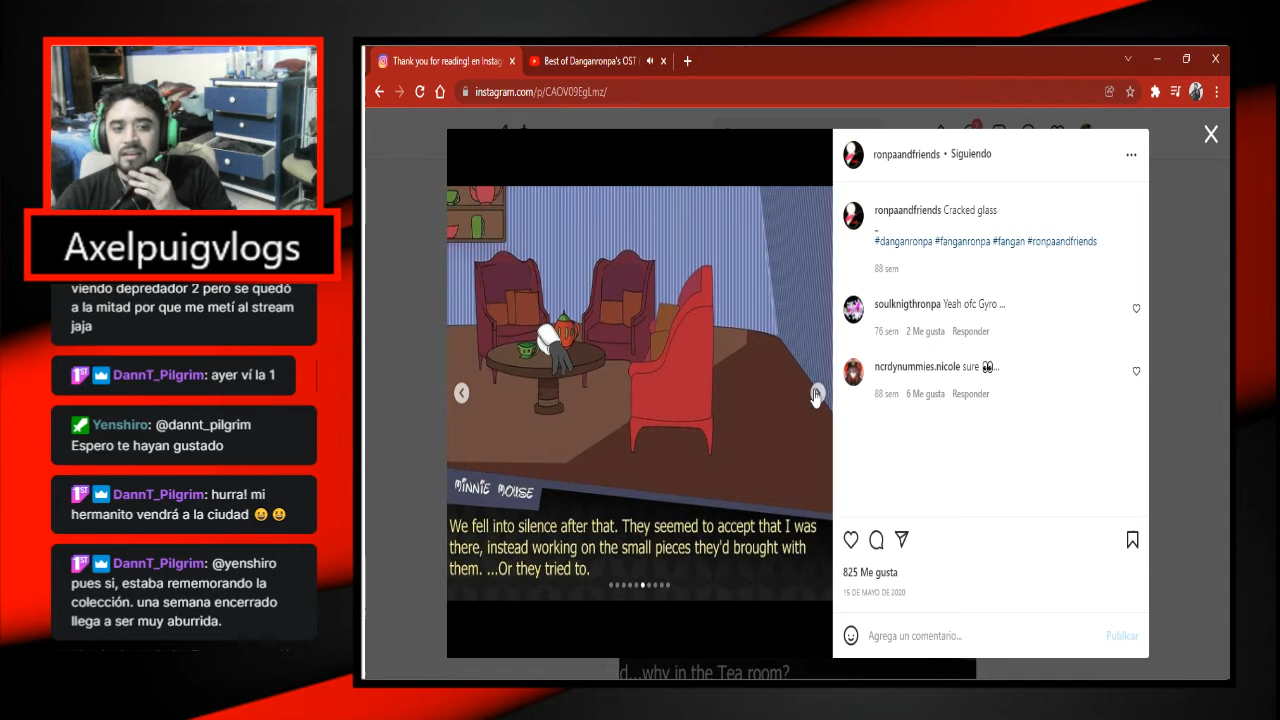 Axelpuigvlogs
viendo depredador 2 pero se quedó
a la mitad por que me metí al stream
jaja
DannT_Pilgrim: ayer ví la 1
Yenshiro: @dannt_pilgrim
Espero te hayan gustado
DannT_Pilgrim: hurra! mi
hermanito vendrá a la ciudad 😄 😃
DannT_Pilgrim: @yenshiro
pues si, estaba rememorando la
colección. una semana encerrado
llega a ser muy aburrida.
Thank you for reading! en Instag
Best of Danganronpa's OST
instagram.com/p/CAOV09EgLmz/
MINNIE MOUSE
We fell into silence after that. They seemed to accept that I was
there, instead working on the small pieces they'd brought with
them. ...Or they tried to.
ronpaandfriends • Siguiendo
ronpaandfriends Cracked glass
_
#danganronpa #fanganronpa #fangan #ronpaandfriends
88 sem
soulknigthronpa Yeah ofc Gyro ...
76 sem 2 Me gusta Responder
ncrdynummies.nicole sure 👀...
88 sem 6 Me gusta Responder
825 Me gusta
15 DE MAYO DE 2020
Agrega un comentario... Publicar
d...why in the Tea room?